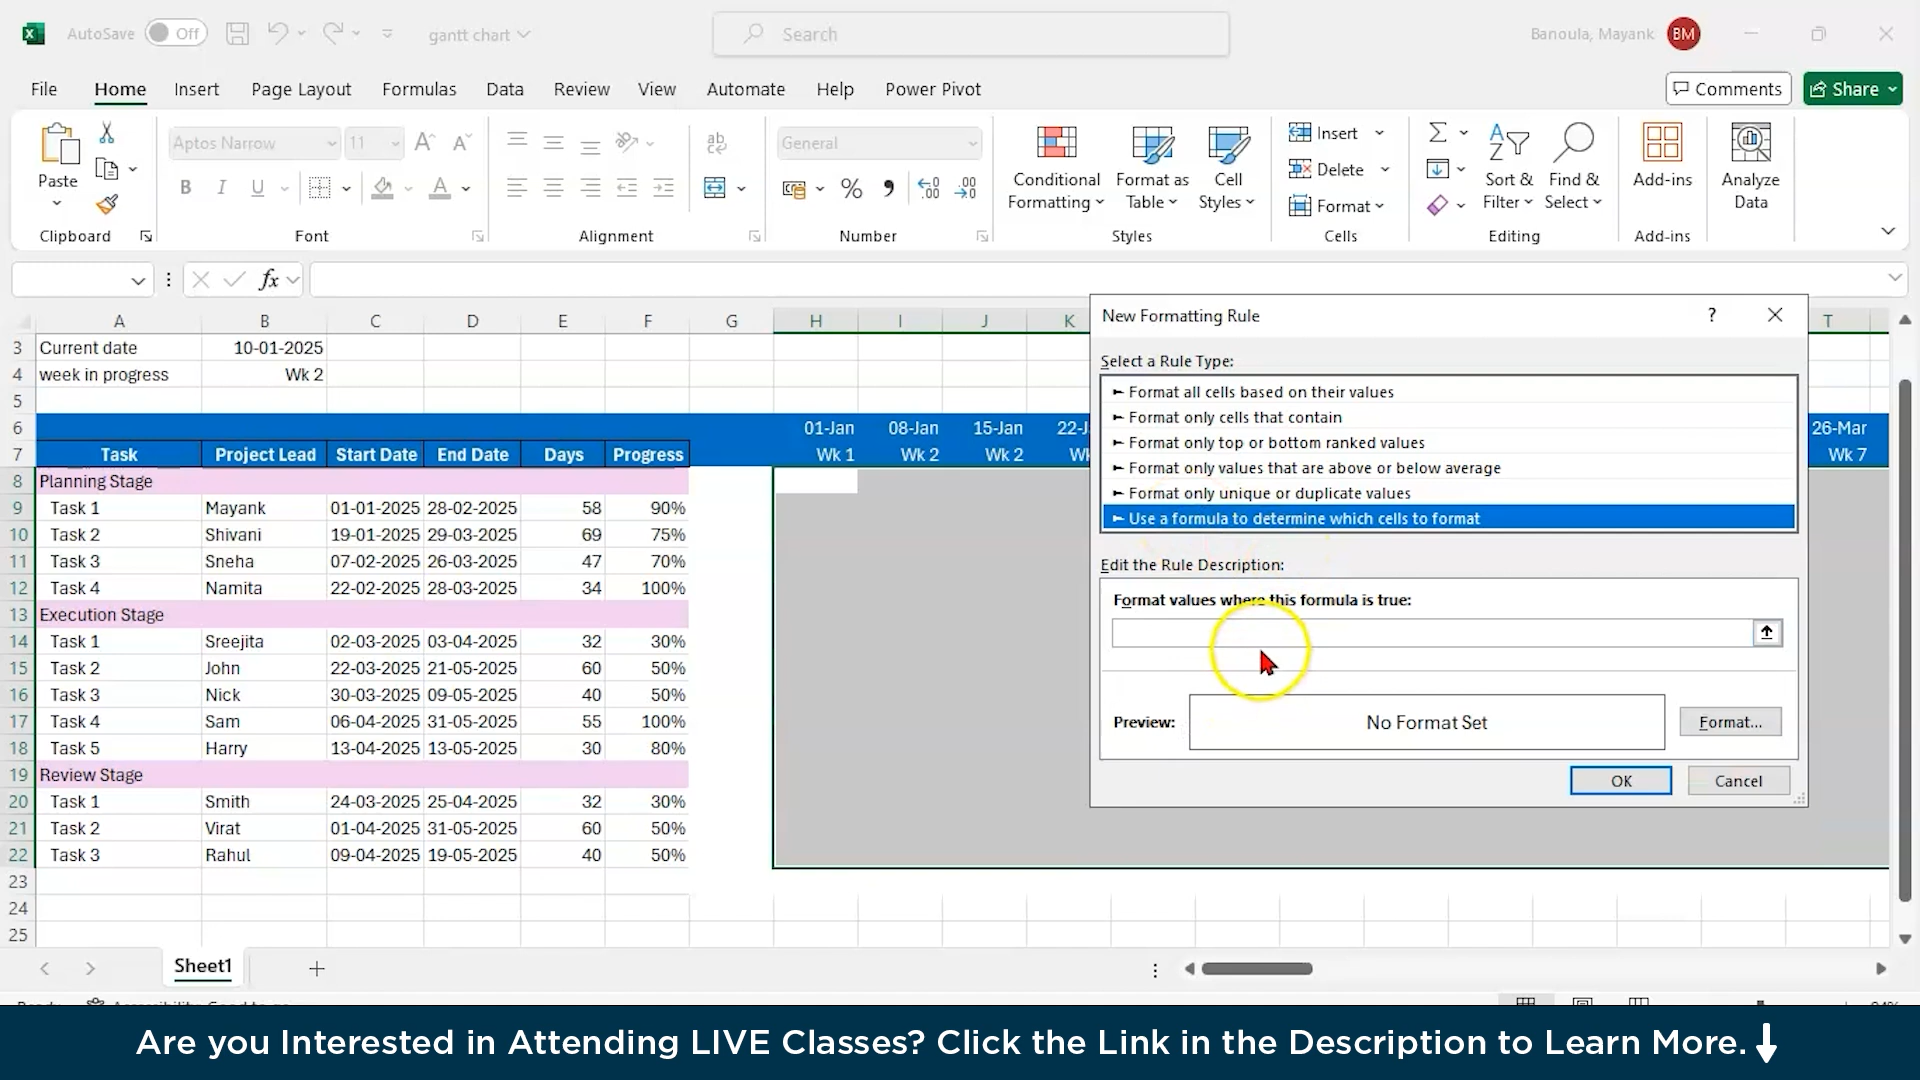 AutoSave Off gantt chart Search Banoula, Mayank BM
File Home Insert Page Layout Formulas Data Review View Automate Help Power Pivot Comments Share
Paste Aptos Narrow 11 General Conditional Formatting Format as Table Cell Styles Insert Delete Format Sort & Filter Find & Select Add-ins Analyze Data
Clipboard Font Alignment Number Styles Cells Editing Add-ins
fx
A B C D E F G H I J K T
3 Current date 10-01-2025
4 week in progress Wk 2
5
6 01-Jan 08-Jan 15-Jan 22-J 26-Mar
7 Task Project Lead Start Date End Date Days Progress Wk 1 Wk 2 Wk 2 Wk 7
8 Planning Stage
9 Task 1 Mayank 01-01-2025 28-02-2025 58 90%
10 Task 2 Shivani 19-01-2025 29-03-2025 69 75%
11 Task 3 Sneha 07-02-2025 26-03-2025 47 70%
12 Task 4 Namita 22-02-2025 28-03-2025 34 100%
13 Execution Stage
14 Task 1 Sreejita 02-03-2025 03-04-2025 32 30%
15 Task 2 John 22-03-2025 21-05-2025 60 50%
16 Task 3 Nick 30-03-2025 09-05-2025 40 50%
17 Task 4 Sam 06-04-2025 31-05-2025 55 100%
18 Task 5 Harry 13-04-2025 13-05-2025 30 80%
19 Review Stage
20 Task 1 Smith 24-03-2025 25-04-2025 32 30%
21 Task 2 Virat 01-04-2025 31-05-2025 60 50%
22 Task 3 Rahul 09-04-2025 19-05-2025 40 50%
23
24
25
New Formatting Rule ?
Select a Rule Type:
► Format all cells based on their values
► Format only cells that contain
► Format only top or bottom ranked values
► Format only values that are above or below average
► Format only unique or duplicate values
► Use a formula to determine which cells to format
Edit the Rule Description:
Format values where this formula is true:
Preview: No Format Set Format...
OK Cancel
Sheet1
Are you Interested in Attending LIVE Classes? Click the Link in the Description to Learn More.